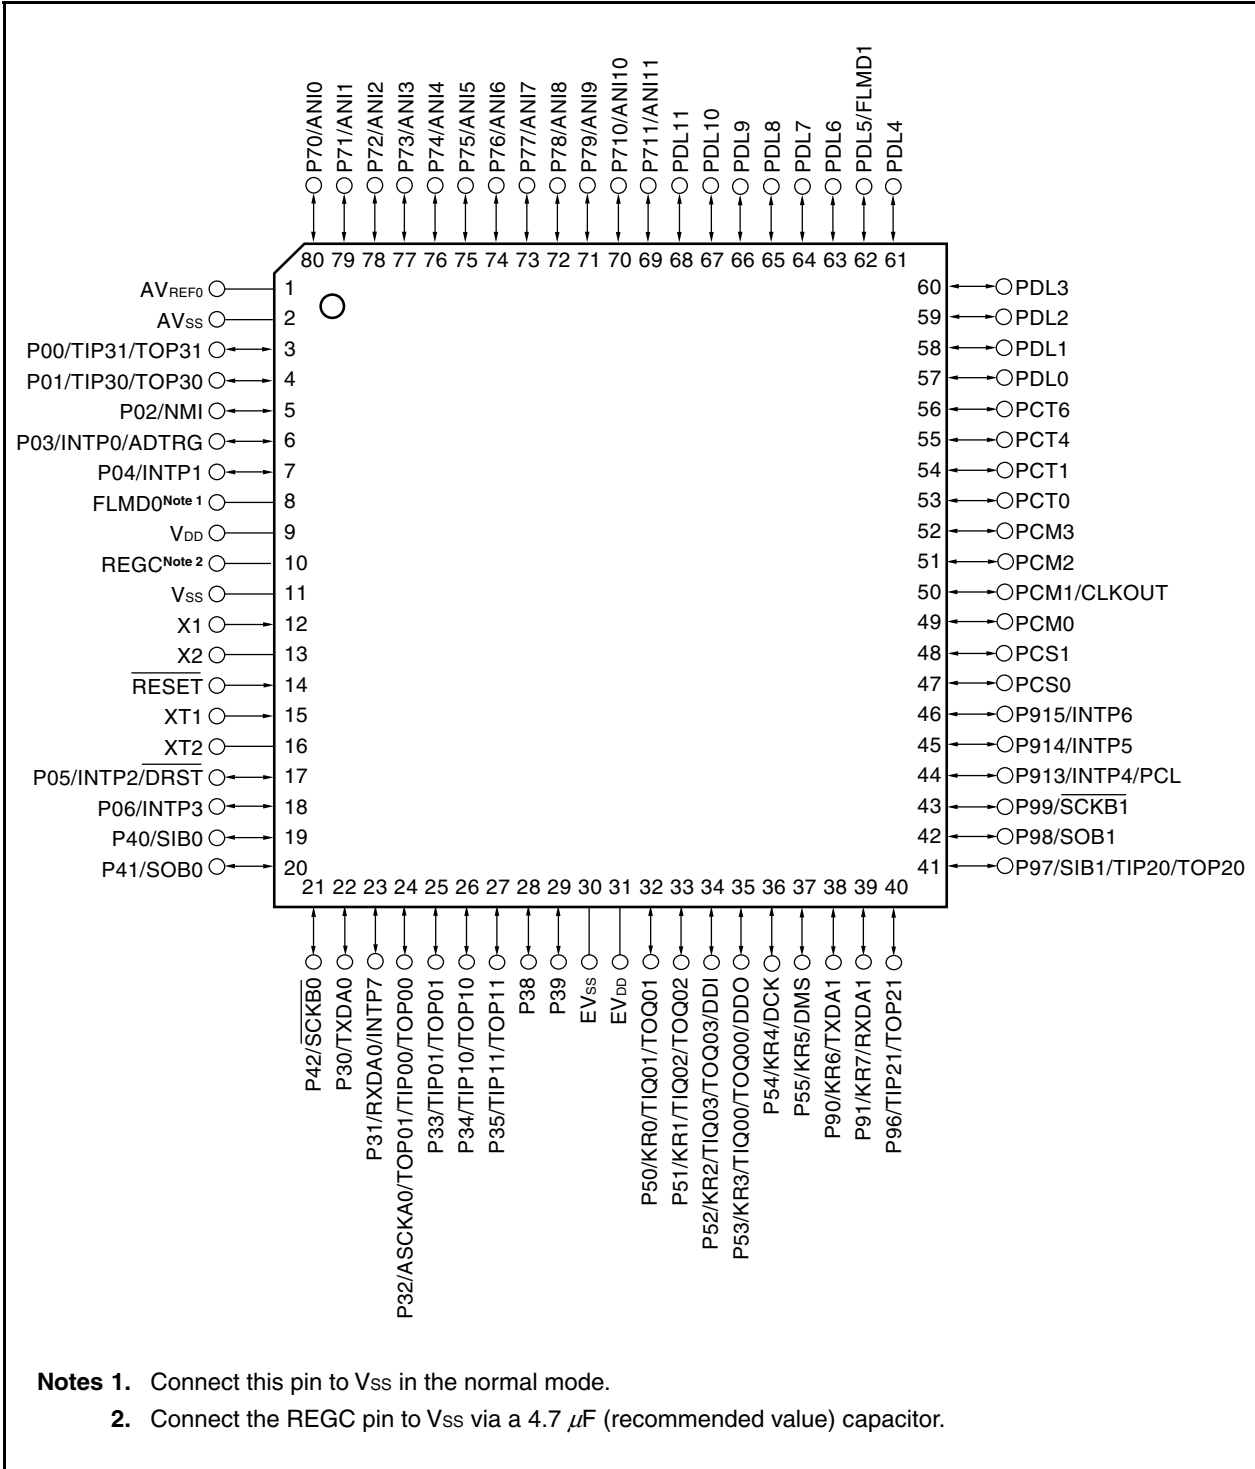 P70/ANI0
P71/ANI1
P72/ANI2
P73/ANI3
P74/ANI4
P75/ANI5
P76/ANI6
P77/ANI7
P78/ANI8
P79/ANI9
P710/ANI10
P711/ANI11
PDL11
PDL10
PDL9
PDL8
PDL7
PDL6
PDL5/FLMD1
PDL4
80 79 78 77 76 75 74 73 72 71 70 69 68 67 66 65 64 63 62 61
AVREF0 1
AVSS 2
P00/TIP31/TOP31 3
P01/TIP30/TOP30 4
P02/NMI 5
P03/INTP0/ADTRG 6
P04/INTP1 7
FLMD0Note 1 8
VDD 9
REGCNote 2 10
VSS 11
X1 12
X2 13
RESET 14
XT1 15
XT2 16
P05/INTP2/DRST 17
P06/INTP3 18
P40/SIB0 19
P41/SOB0 20
60 PDL3
59 PDL2
58 PDL1
57 PDL0
56 PCT6
55 PCT4
54 PCT1
53 PCT0
52 PCM3
51 PCM2
50 PCM1/CLKOUT
49 PCM0
48 PCS1
47 PCS0
46 P915/INTP6
45 P914/INTP5
44 P913/INTP4/PCL
43 P99/SCKB1
42 P98/SOB1
41 P97/SIB1/TIP20/TOP20
21 22 23 24 25 26 27 28 29 30 31 32 33 34 35 36 37 38 39 40
P42/SCKB0
P30/TXDA0
P31/RXDA0/INTP7
P32/ASCKA0/TOP01/TIP00/TOP00
P33/TIP01/TOP01
P34/TIP10/TOP10
P35/TIP11/TOP11
P38
P39
EVSS
EVDD
P50/KR0/TIQ01/TOQ01
P51/KR1/TIQ02/TOQ02
P52/KR2/TIQ03/TOQ03/DDI
P53/KR3/TIQ00/TOQ00/DDO
P54/KR4/DCK
P55/KR5/DMS
P90/KR6/TXDA1
P91/KR7/RXDA1
P96/TIP21/TOP21
Notes 1. Connect this pin to VSS in the normal mode.
2. Connect the REGC pin to VSS via a 4.7 μF (recommended value) capacitor.